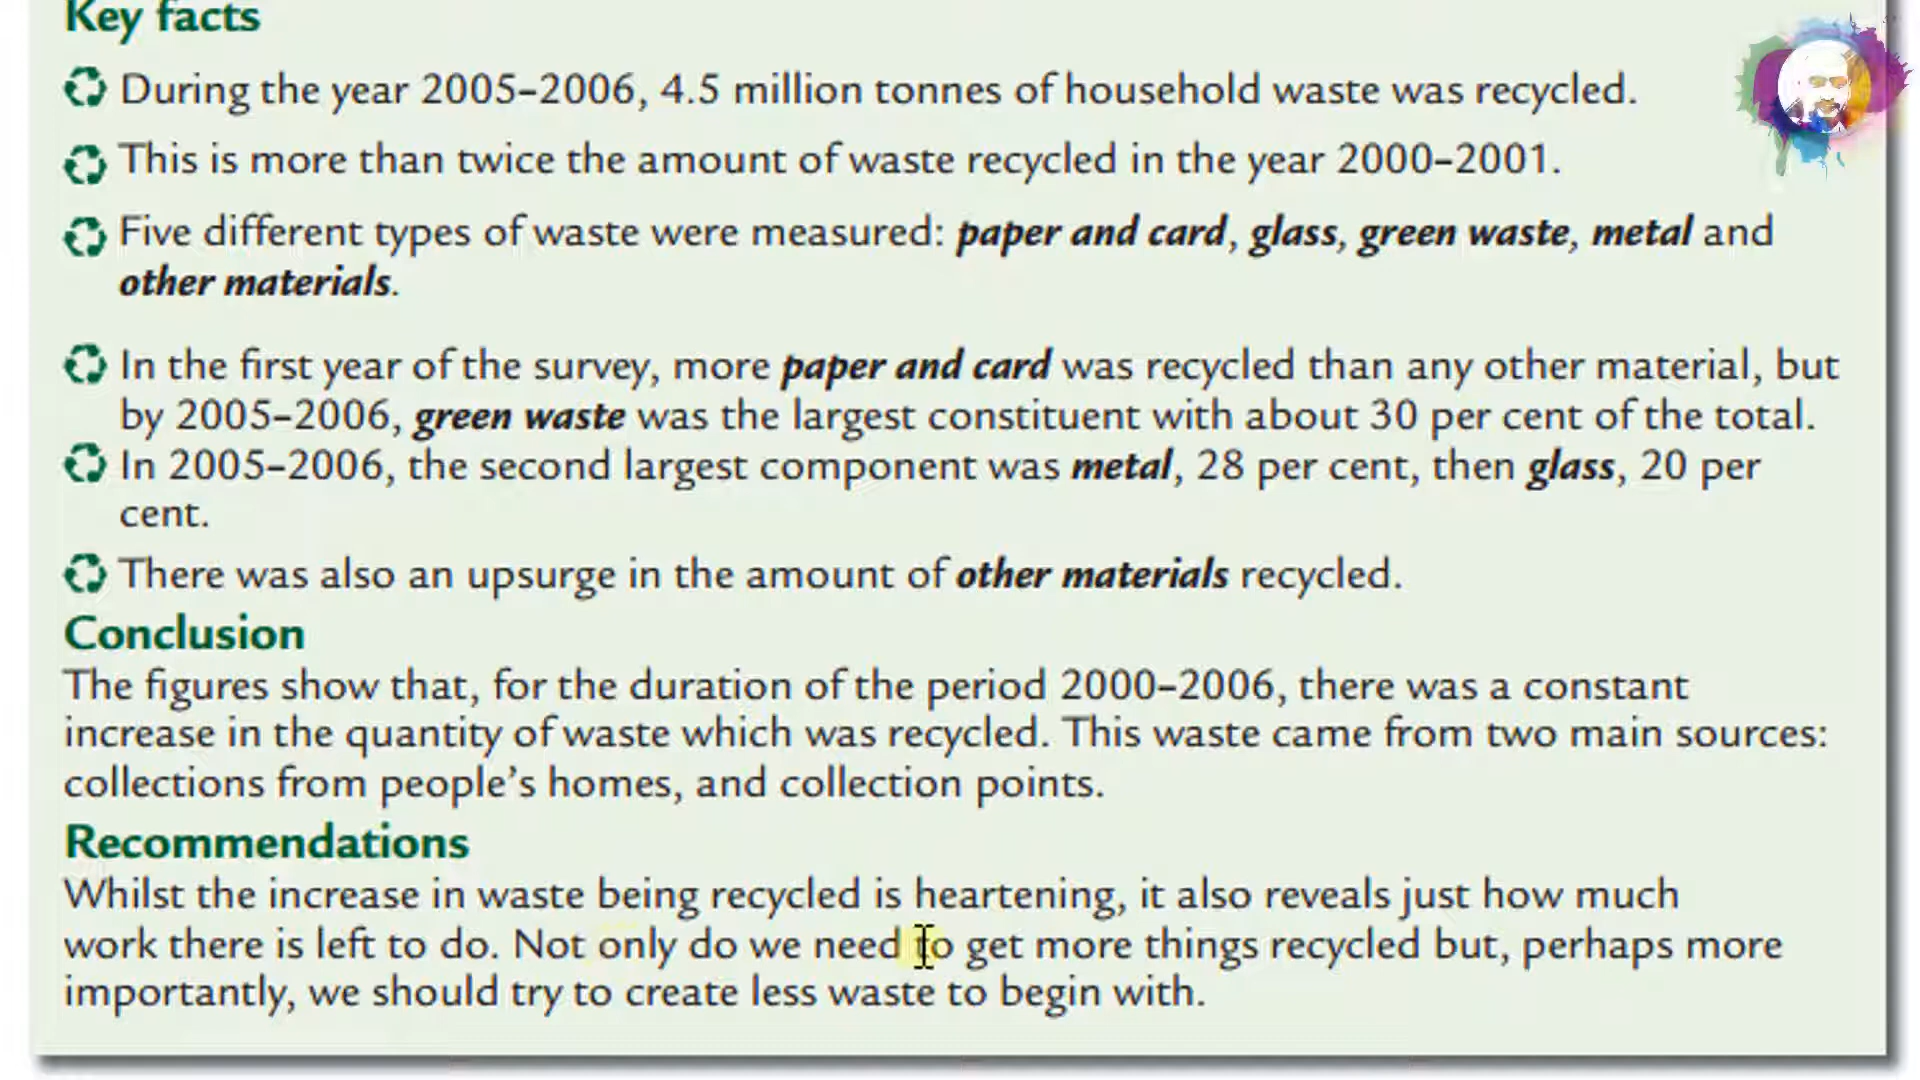 Key facts
During the year 2005–2006, 4.5 million tonnes of household waste was recycled.
This is more than twice the amount of waste recycled in the year 2000–2001.
Five different types of waste were measured: paper and card, glass, green waste, metal and
other materials.
In the first year of the survey, more paper and card was recycled than any other material, but
by 2005–2006, green waste was the largest constituent with about 30 per cent of the total.
In 2005–2006, the second largest component was metal, 28 per cent, then glass, 20 per
cent.
There was also an upsurge in the amount of other materials recycled.
Conclusion
The figures show that, for the duration of the period 2000–2006, there was a constant
increase in the quantity of waste which was recycled. This waste came from two main sources:
collections from people's homes, and collection points.
Recommendations
Whilst the increase in waste being recycled is heartening, it also reveals just how much
work there is left to do. Not only do we need to get more things recycled but, perhaps more
importantly, we should try to create less waste to begin with.